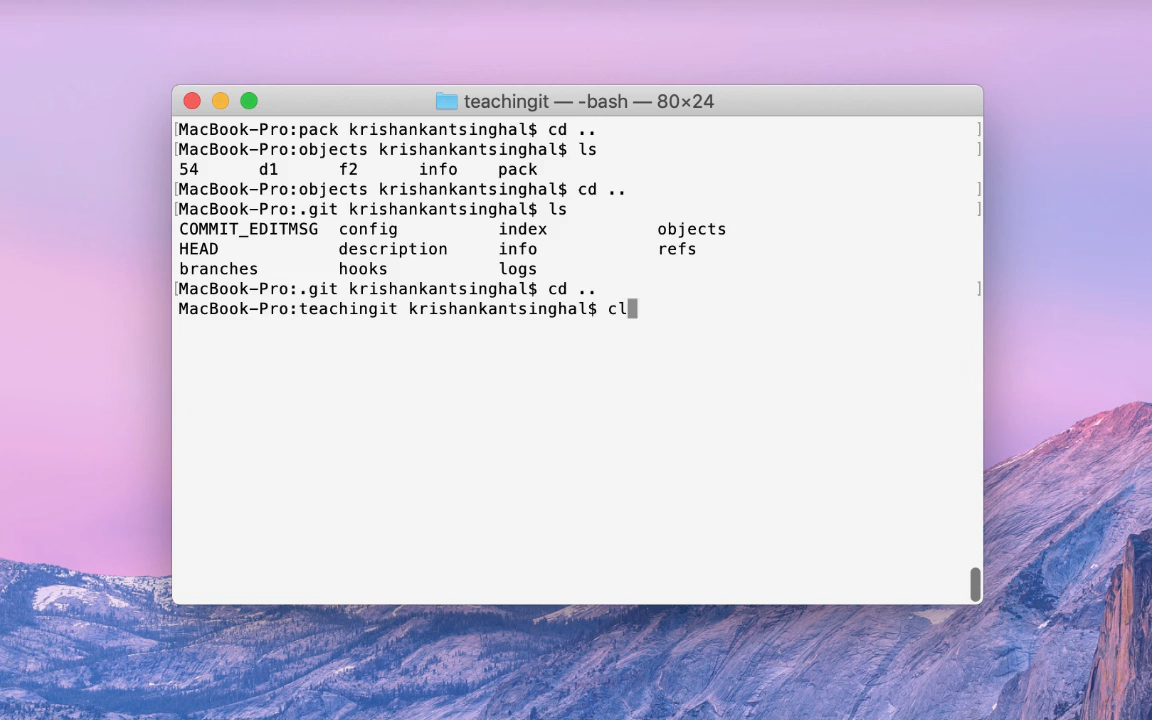 teachingit — -bash — 80×24
[MacBook-Pro:pack krishankantsinghal$ cd .. ]
[MacBook-Pro:objects krishankantsinghal$ ls ]
54 d1 f2 info pack
[MacBook-Pro:objects krishankantsinghal$ cd .. ]
[MacBook-Pro:.git krishankantsinghal$ ls ]
COMMIT_EDITMSG config index objects
HEAD description info refs
branches hooks logs
[MacBook-Pro:.git krishankantsinghal$ cd .. ]
MacBook-Pro:teachingit krishankantsinghal$ cl